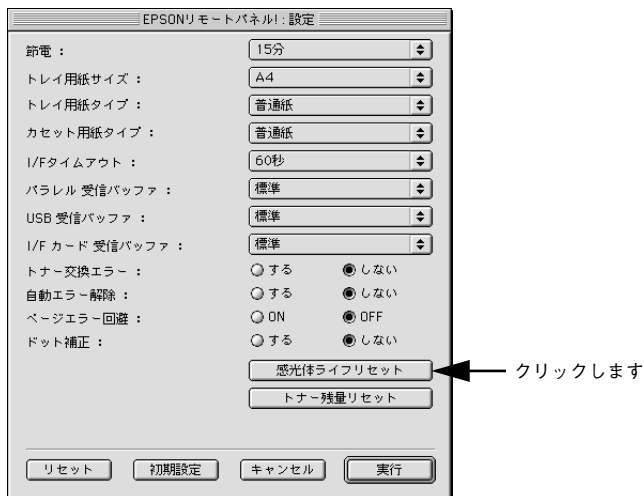 EPSONリモートパネル!:設定
節電: 15分
トレイ用紙サイズ: A4
トレイ用紙タイプ: 普通紙
カセット用紙タイプ: 普通紙
I/Fタイムアウト: 60秒
パラレル 受信バッファ: 標準
USB 受信バッファ: 標準
I/F カード 受信バッファ: 標準
トナー交換エラー: する しない
自動エラー解除: する しない
ページエラー回避: ON OFF
ドット補正: する しない
感光体ライフリセット クリックします
トナー残量リセット
リセット 初期設定 キャンセル 実行